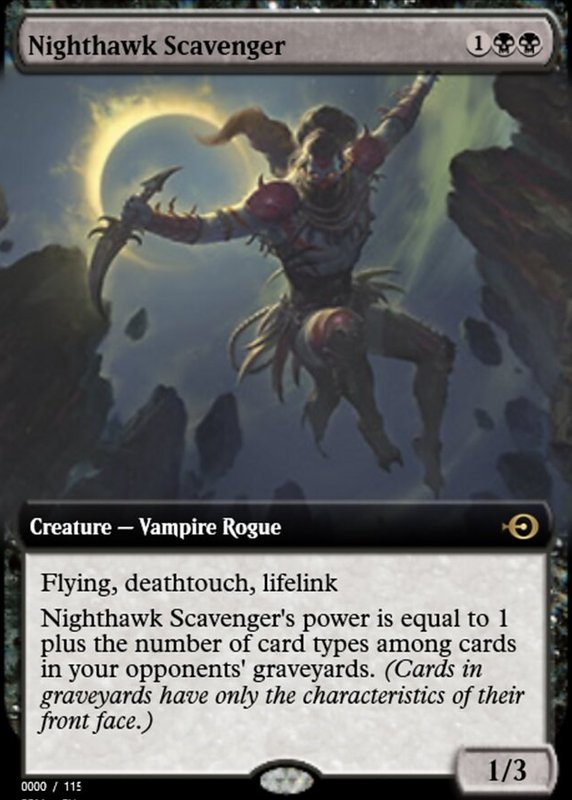 Nighthawk Scavenger 1
Creature — Vampire Rogue
Flying, deathtouch, lifelink
Nighthawk Scavenger's power is equal to 1
plus the number of card types among cards
in your opponents' graveyards. (Cards in
graveyards have only the characteristics of their
front face.)
1/3
0000 / 115